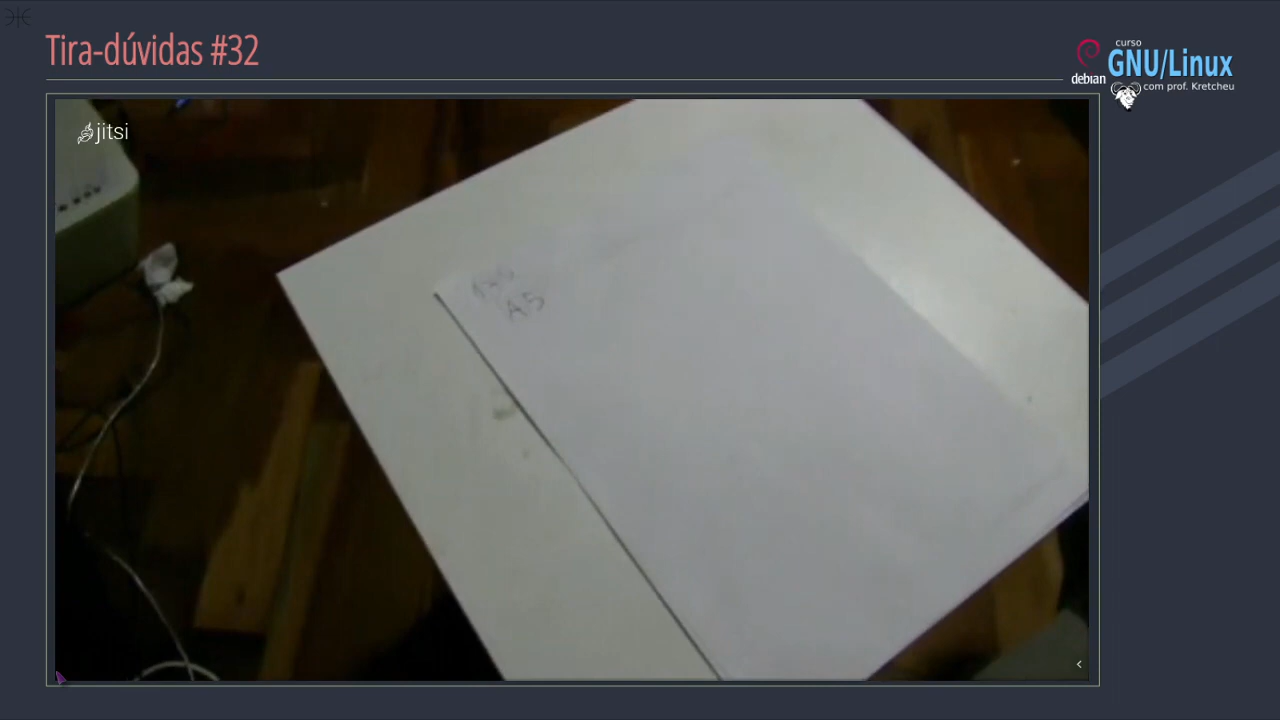 Tira-dúvidas #32
curso
GNU/Linux
debian
com prof. Kretcheu
jitsi
A5